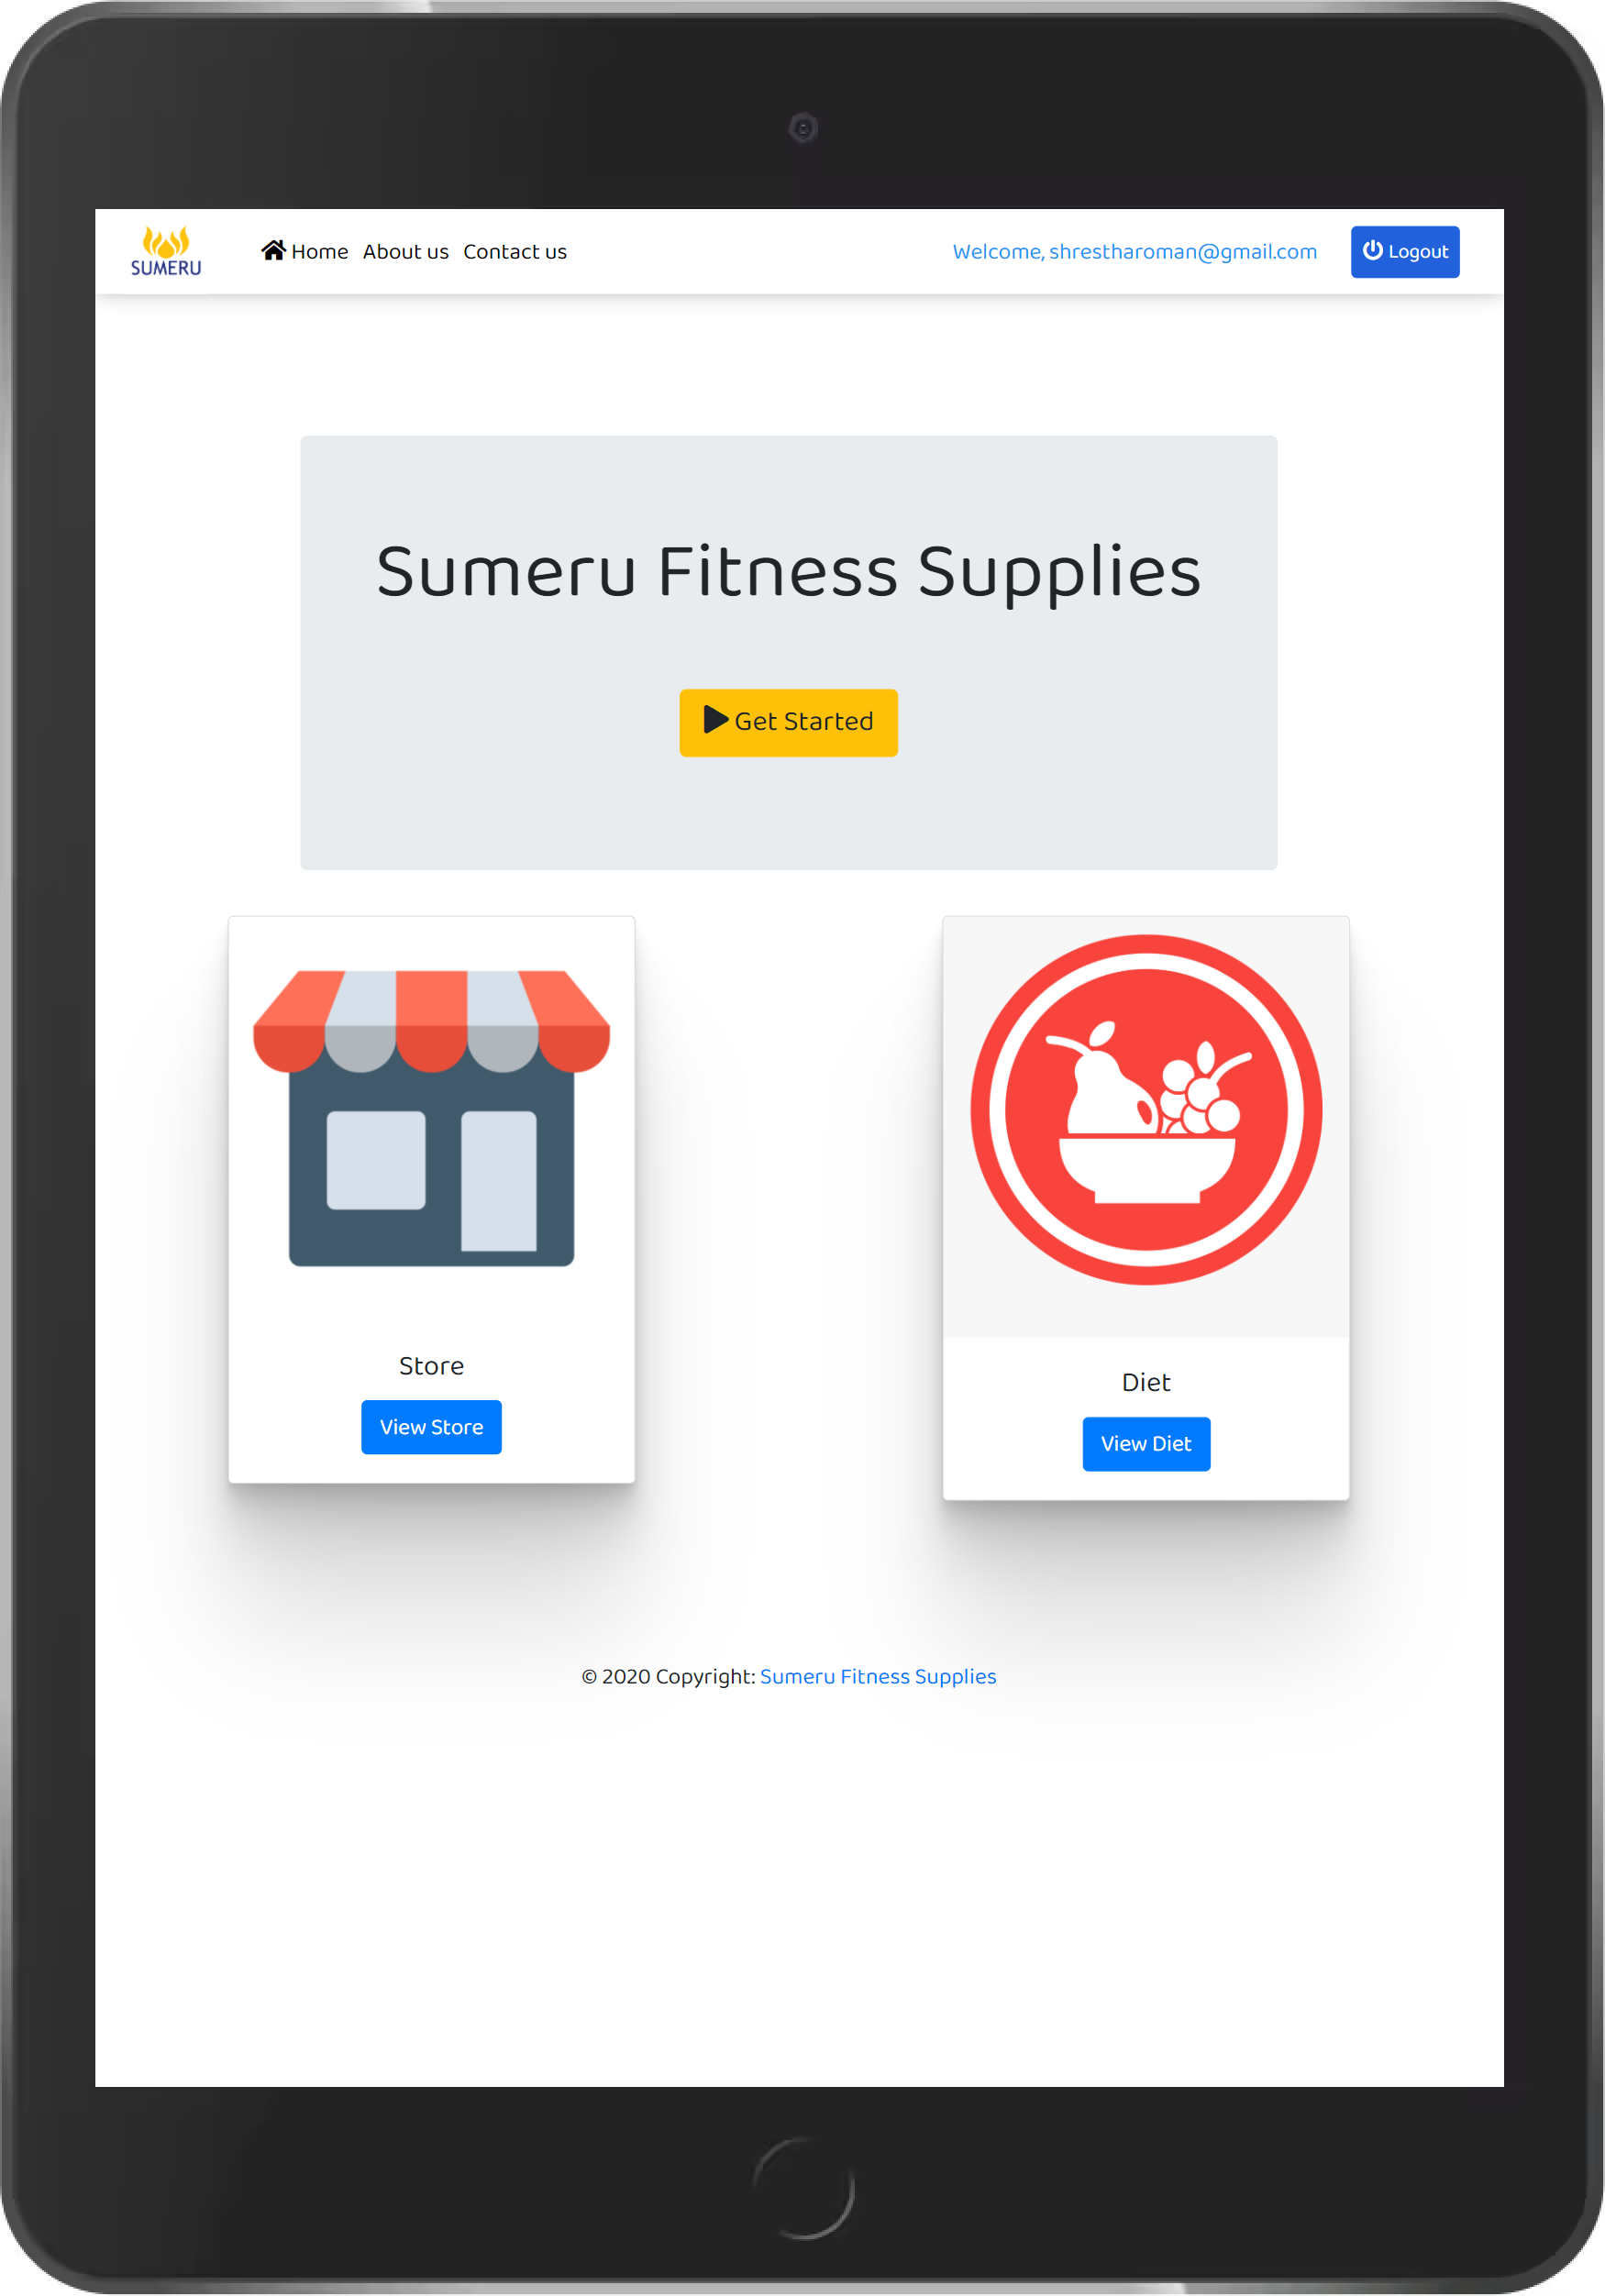 SUMERU
Home About us Contact us Welcome, shrestharoman@gmail.com Logout
Sumeru Fitness Supplies
Get Started
Store
View Store
Diet
View Diet
© 2020 Copyright: Sumeru Fitness Supplies